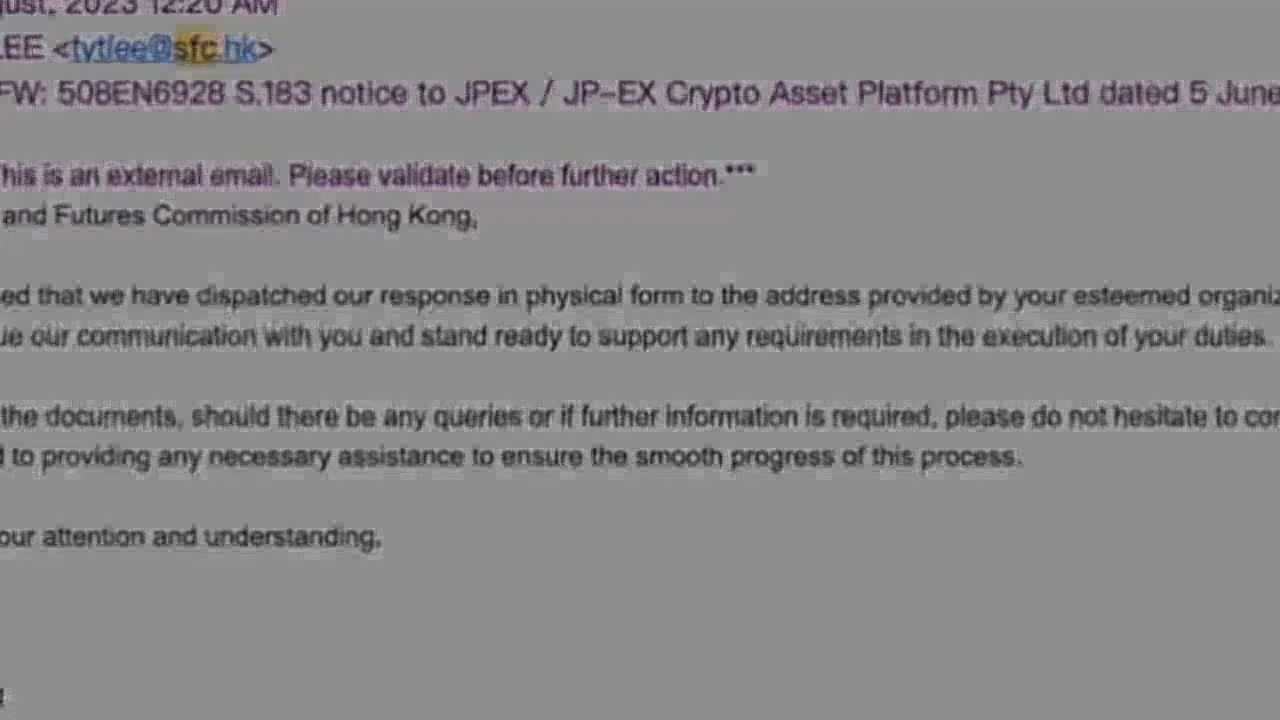 gust, 2023 12:20 AM
LEE <tytlee@sfc.hk>
FW: 508EN6928 S.183 notice to JPEX / JP-EX Crypto Asset Platform Pty Ltd dated 5 June
his is an external email. Please validate before further action.***
and Futures Commission of Hong Kong,
ed that we have dispatched our response in physical form to the address provided by your esteemed organiz
ue our communication with you and stand ready to support any requirements in the execution of your duties.
the documents, should there be any queries or if further information is required, please do not hesitate to con
d to providing any necessary assistance to ensure the smooth progress of this process.
our attention and understanding,